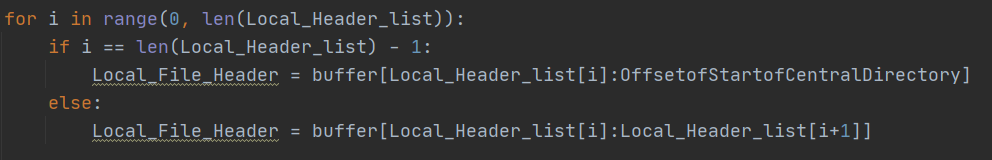 for i in range(0, len(Local_Header_list)):
    if i == len(Local_Header_list) - 1:
        Local_File_Header = buffer[Local_Header_list[i]:OffsetofStartofCentralDirectory]
    else:
        Local_File_Header = buffer[Local_Header_list[i]:Local_Header_list[i+1]]